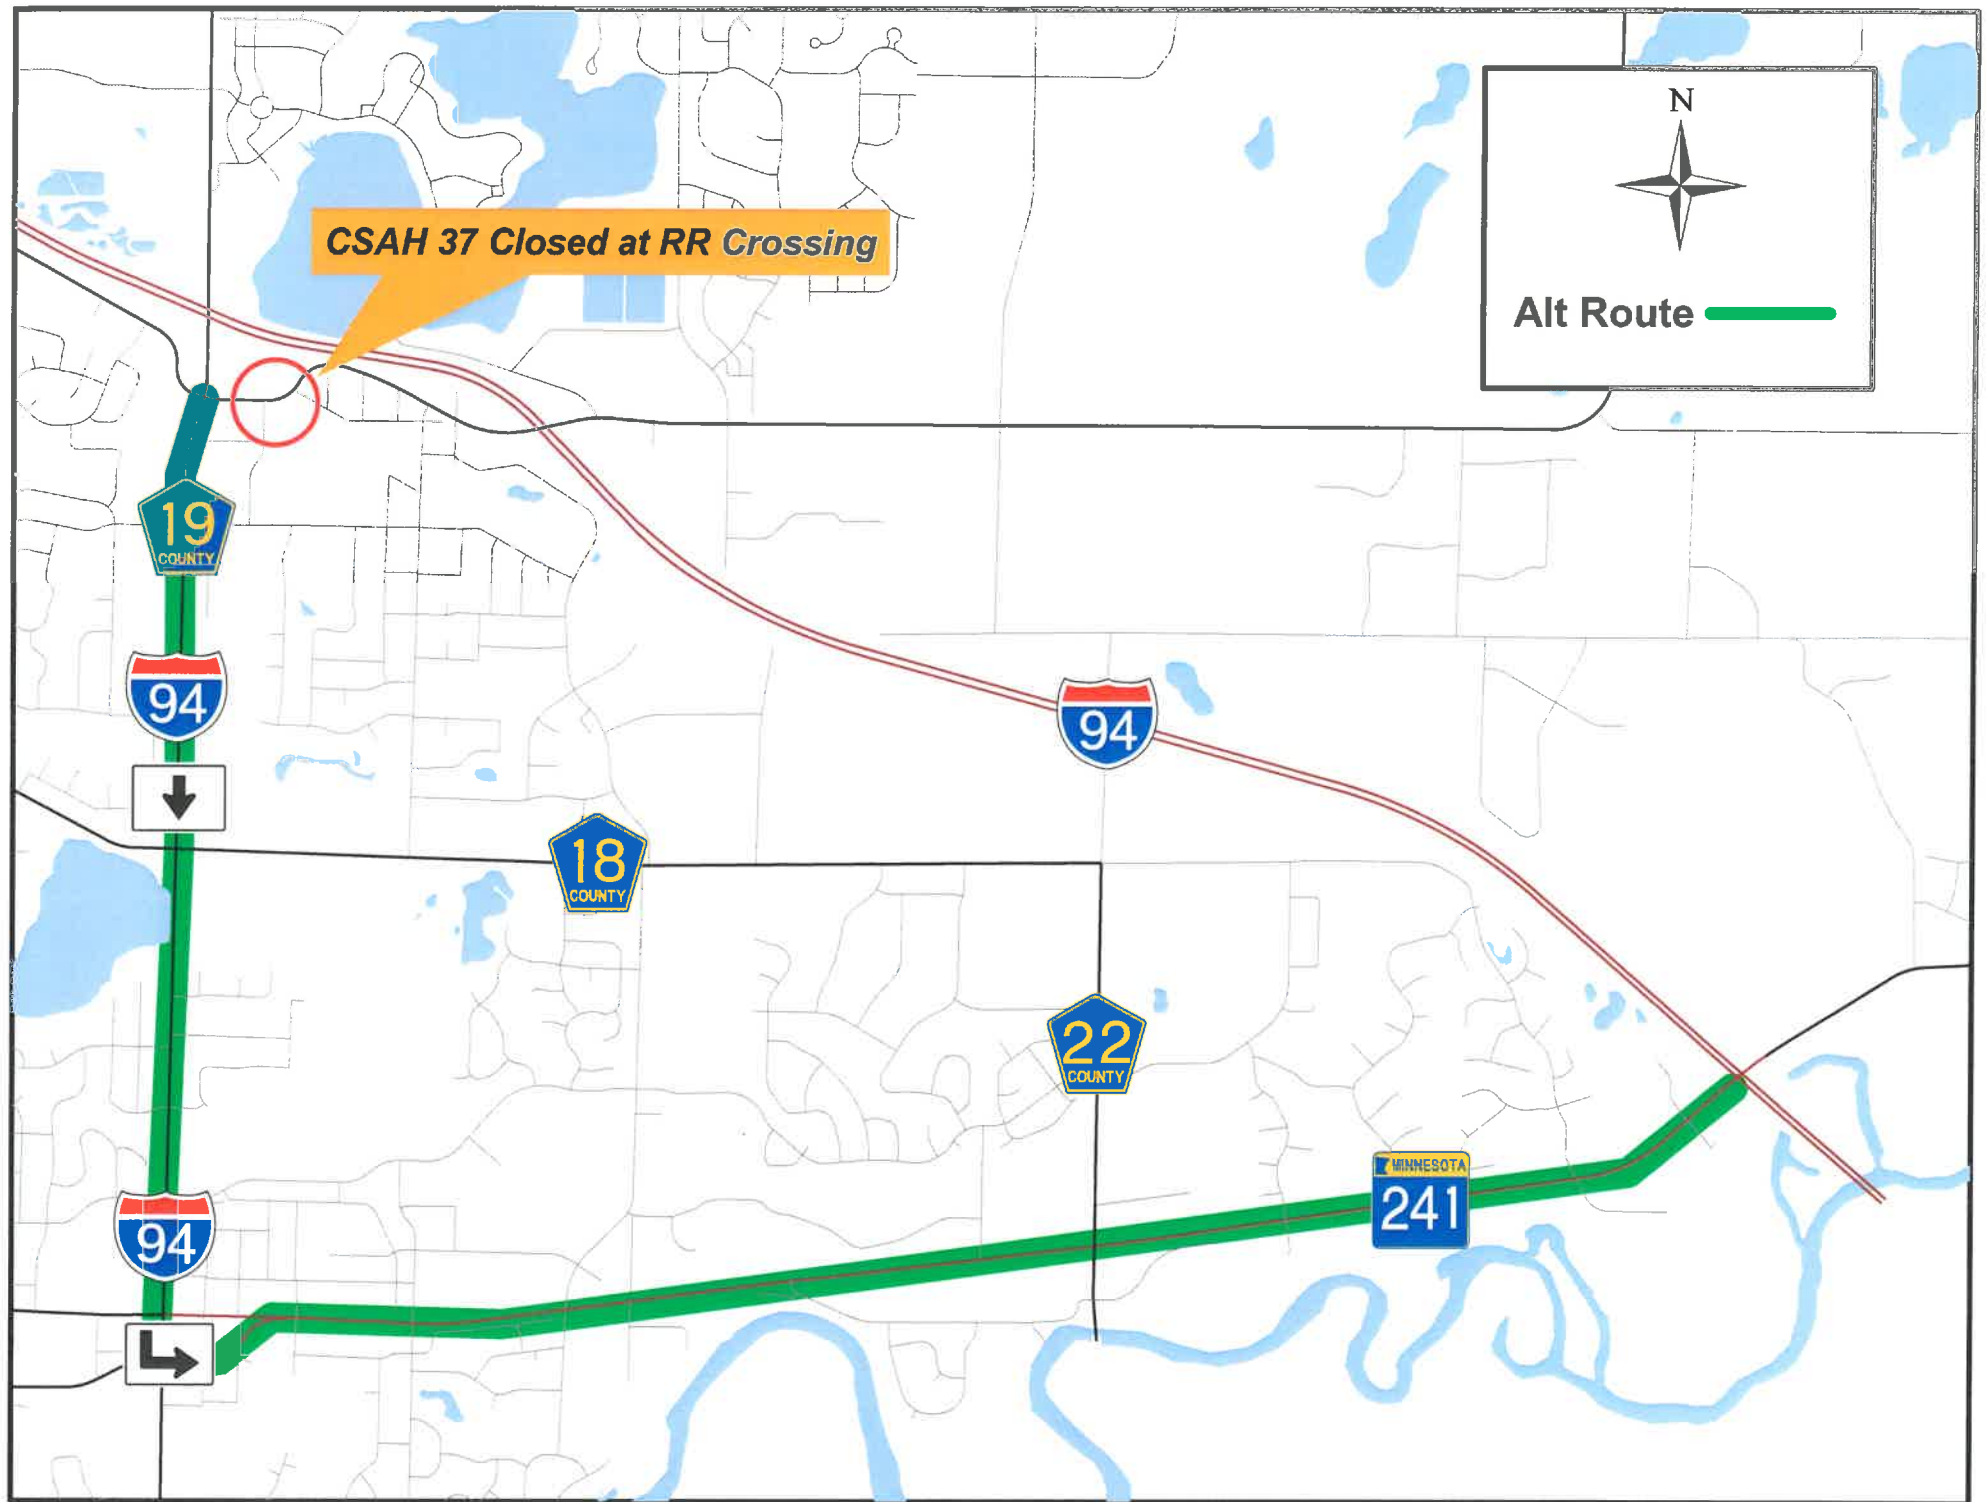 N
CSAH 37 Closed at RR Crossing
Alt Route
19
COUNTY
94
94
18
COUNTY
22
COUNTY
MINNESOTA
241
94